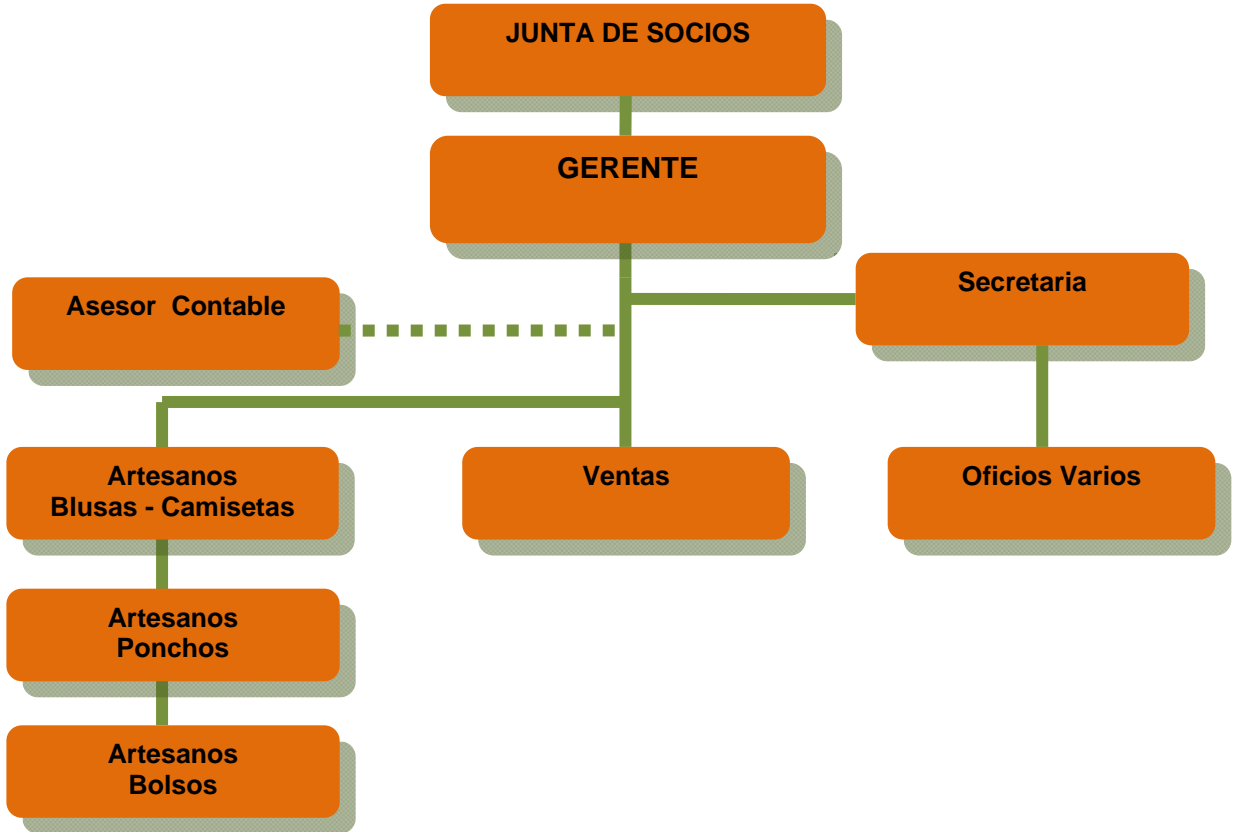 JUNTA DE SOCIOS
GERENTE
Secretaria
Asesor Contable
Artesanos
Blusas - Camisetas
Ventas
Oficios Varios
Artesanos
Ponchos
Artesanos
Bolsos